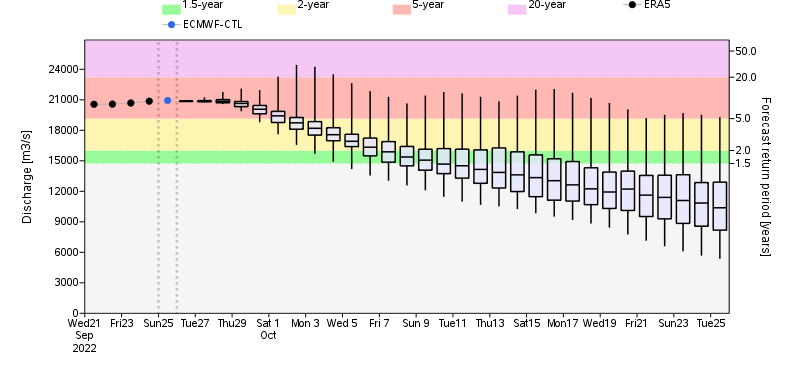 1.5-year 2-year 5-year 20-year ERA5
ECMWF-CTL
Discharge [m3/s]
24000
21000
18000
15000
12000
9000
6000
3000
0
50.0
20.0
5.0
2.0
1.5
Forecast return period [years]
Wed21 Fri23 Sun25 Tue27 Thu29 Sat 1 Mon 3 Wed 5 Fri 7 Sun 9 Tue11 Thu13 Sat15 Mon17 Wed19 Fri21 Sun23 Tue25
Sep Oct
2022